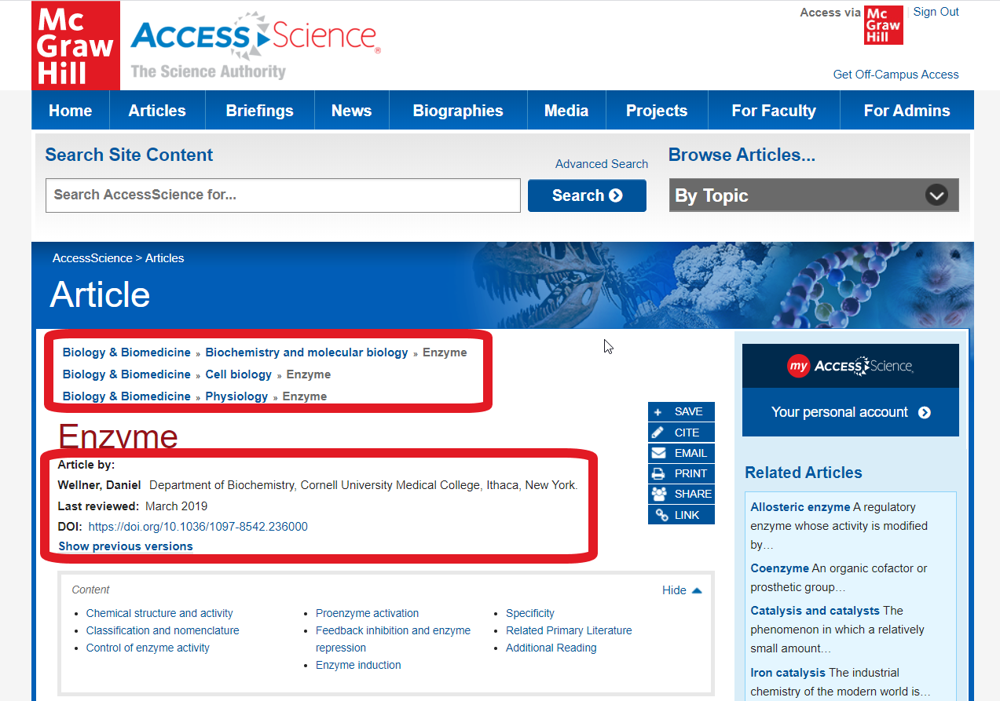 Mc
Graw
Hill
ACCESS Science®
The Science Authority
Access via
Mc
Graw
Hill
Sign Out
Get Off-Campus Access
Home Articles Briefings News Biographies Media Projects For Faculty For Admins
Search Site Content
Advanced Search
Browse Articles...
Search AccessScience for...
Search
By Topic
AccessScience > Articles
Article
Biology & Biomedicine » Biochemistry and molecular biology » Enzyme
Biology & Biomedicine » Cell biology » Enzyme
Biology & Biomedicine » Physiology » Enzyme
Enzyme
Article by:
Wellner, Daniel Department of Biochemistry, Cornell University Medical College, Ithaca, New York.
Last reviewed: March 2019
DOI: https://doi.org/10.1036/1097-8542.236000
Show previous versions
+ SAVE
CITE
EMAIL
PRINT
SHARE
LINK
Content
Hide
• Chemical structure and activity
• Classification and nomenclature
• Control of enzyme activity
• Proenzyme activation
• Feedback inhibition and enzyme
repression
• Enzyme induction
• Specificity
• Related Primary Literature
• Additional Reading
my ACCESS Science
Your personal account
Related Articles
Allosteric enzyme A regulatory
enzyme whose activity is modified
by…
Coenzyme An organic cofactor or
prosthetic group…
Catalysis and catalysts The
phenomenon in which a relatively
small amount…
Iron catalysis The industrial
chemistry of the modern world is…